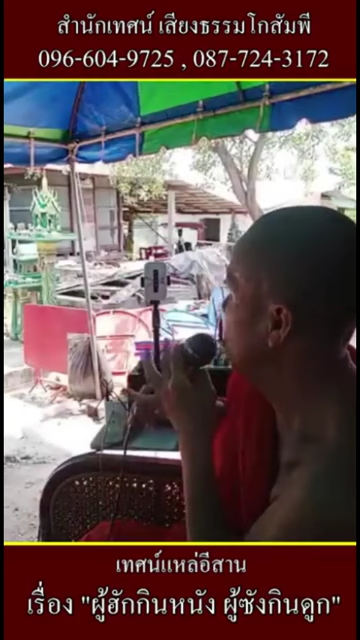 สำนักเทศน์ เสียงธรรมโกสัมพี
096-604-9725 , 087-724-3172
เทศน์แหล่อีสาน
เรื่อง "ผู้ฮักกินหนัง ผู้ซังกินดูก"